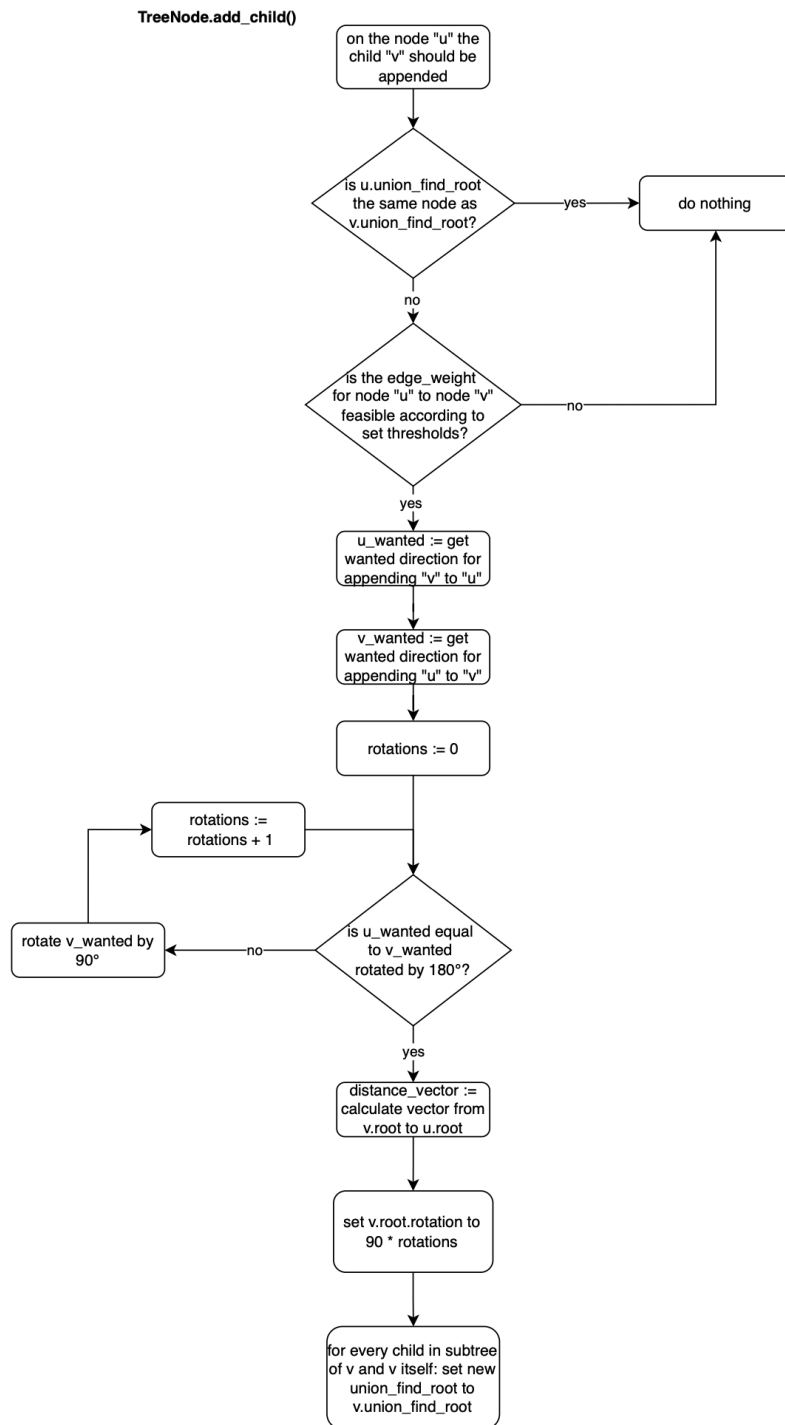 TreeNode.add_child()
on the node "u" the
child "v" should be
appended
is u.union_find_root
the same node as
v.union_find_root?
yes
do nothing
no
is the edge_weight
for node "u" to node "v"
feasible according to
set thresholds?
no
yes
u_wanted := get
wanted direction for
appending "v" to "u"
v_wanted := get
wanted direction for
appending "u" to "v"
rotations := 0
rotations :=
rotations + 1
is u_wanted equal
to v_wanted
rotated by 180°?
no
rotate v_wanted by
90°
yes
distance_vector :=
calculate vector from
v.root to u.root
set v.root.rotation to
90 * rotations
for every child in subtree
of v and v itself: set new
union_find_root to
v.union_find_root